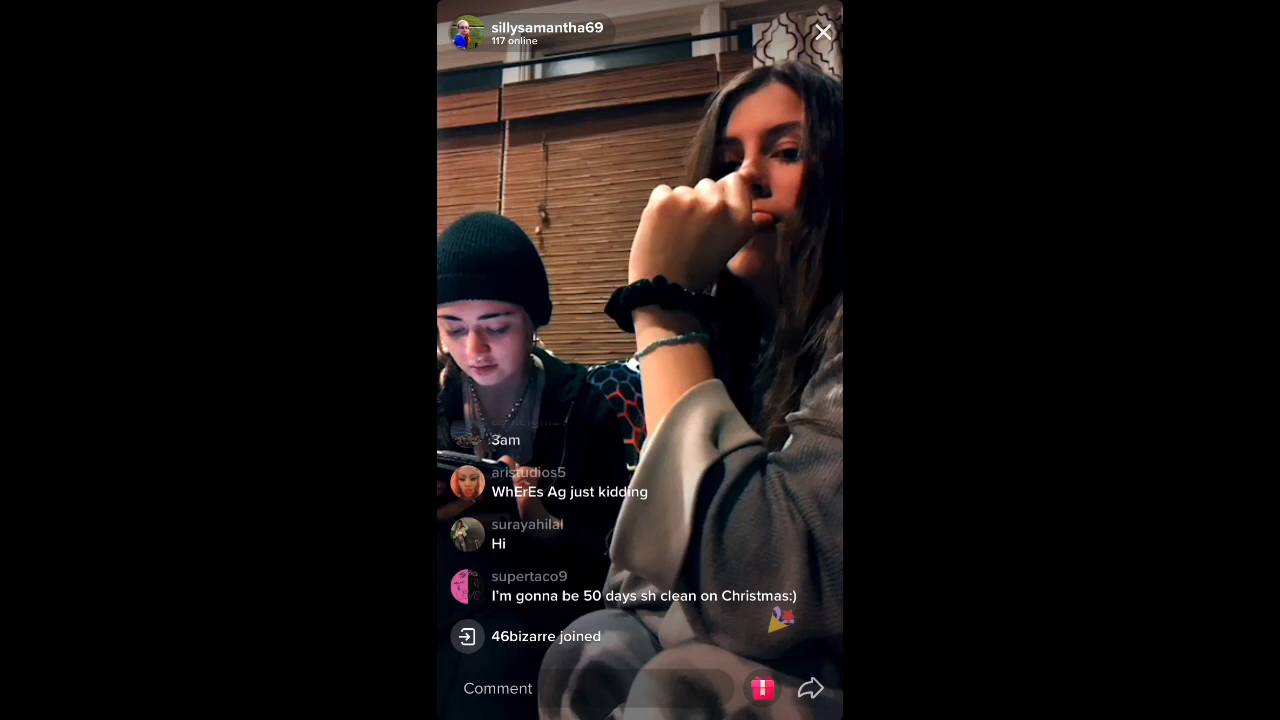 sillysamantha69
117 online
3am
aristudios5
WhErEs Ag just kidding
surayahilal
Hi
supertaco9
I'm gonna be 50 days sh clean on Christmas:)
46bizarre joined
Comment